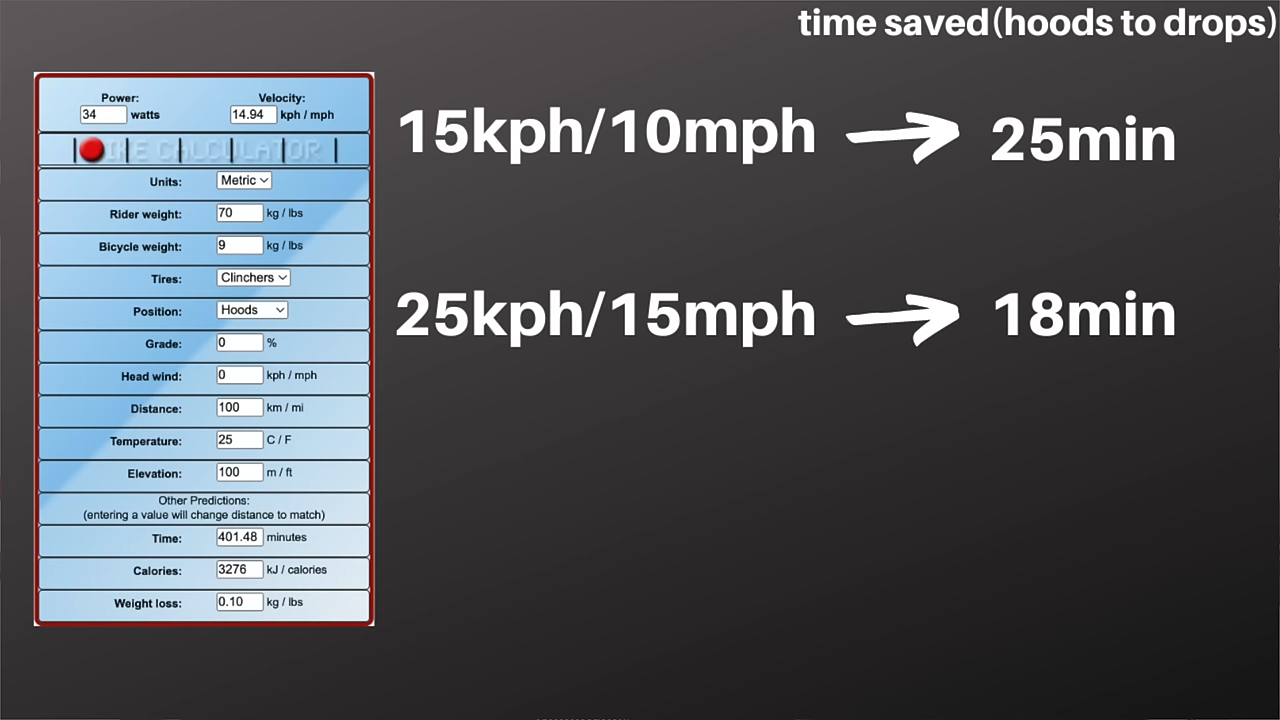 time saved(hoods to drops)
Power:
Velocity:
34 watts
14.94 kph / mph
BIKE CALCULATOR
Units: Metric
Rider weight: 70 kg / lbs
Bicycle weight: 9 kg / lbs
Tires: Clinchers
Position: Hoods
Grade: 0 %
Head wind: 0 kph / mph
Distance: 100 km / mi
Temperature: 25 C / F
Elevation: 100 m / ft
Other Predictions:
(entering a value will change distance to match)
Time: 401.48 minutes
Calories: 3276 kJ / calories
Weight loss: 0.10 kg / lbs
15kph/10mph 25min
25kph/15mph 18min